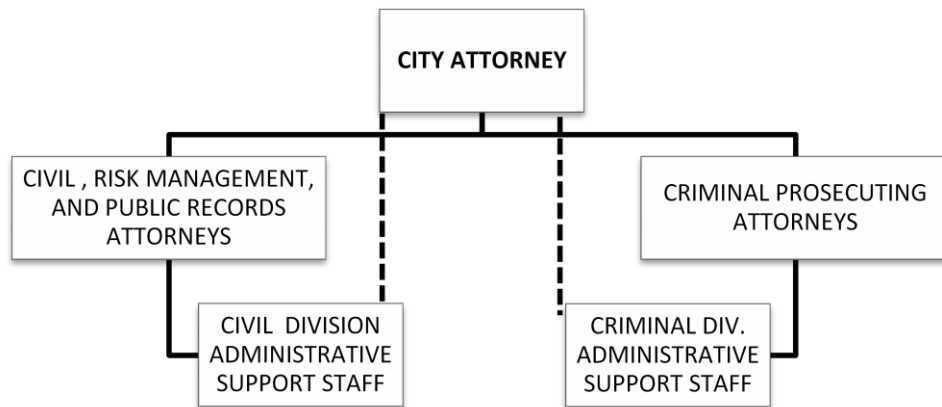 CITY ATTORNEY
CIVIL , RISK MANAGEMENT,
AND PUBLIC RECORDS
ATTORNEYS
CRIMINAL PROSECUTING
ATTORNEYS
CIVIL DIVISION
ADMINISTRATIVE
SUPPORT STAFF
CRIMINAL DIV.
ADMINISTRATIVE
SUPPORT STAFF